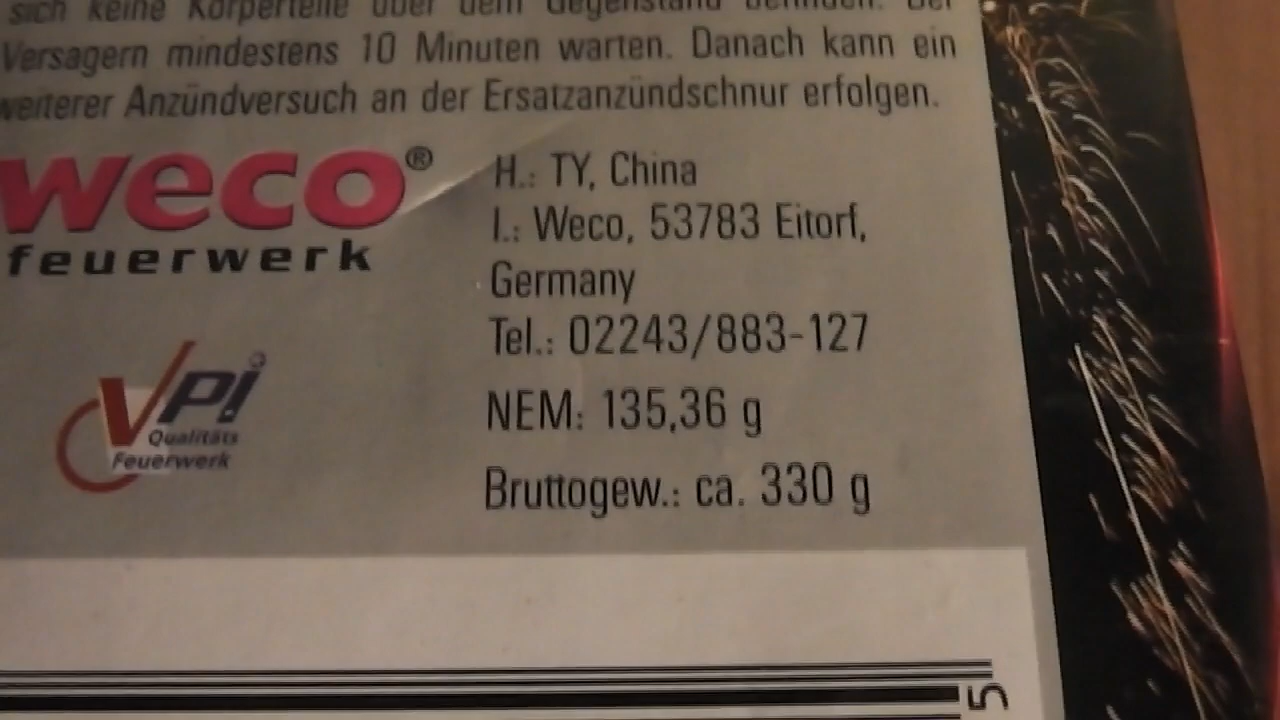 sich keine Körperteile über dem Gegenstand befinden. Bei
Versagern mindestens 10 Minuten warten. Danach kann ein
weiterer Anzündversuch an der Ersatzanzündschnur erfolgen.
weco®
feuerwerk
H.: TY, China
I.: Weco, 53783 Eitorf,
Germany
Tel.: 02243/883-127
NEM: 135,36 g
Bruttogew.: ca. 330 g
VPi
Qualitäts
Feuerwerk
5